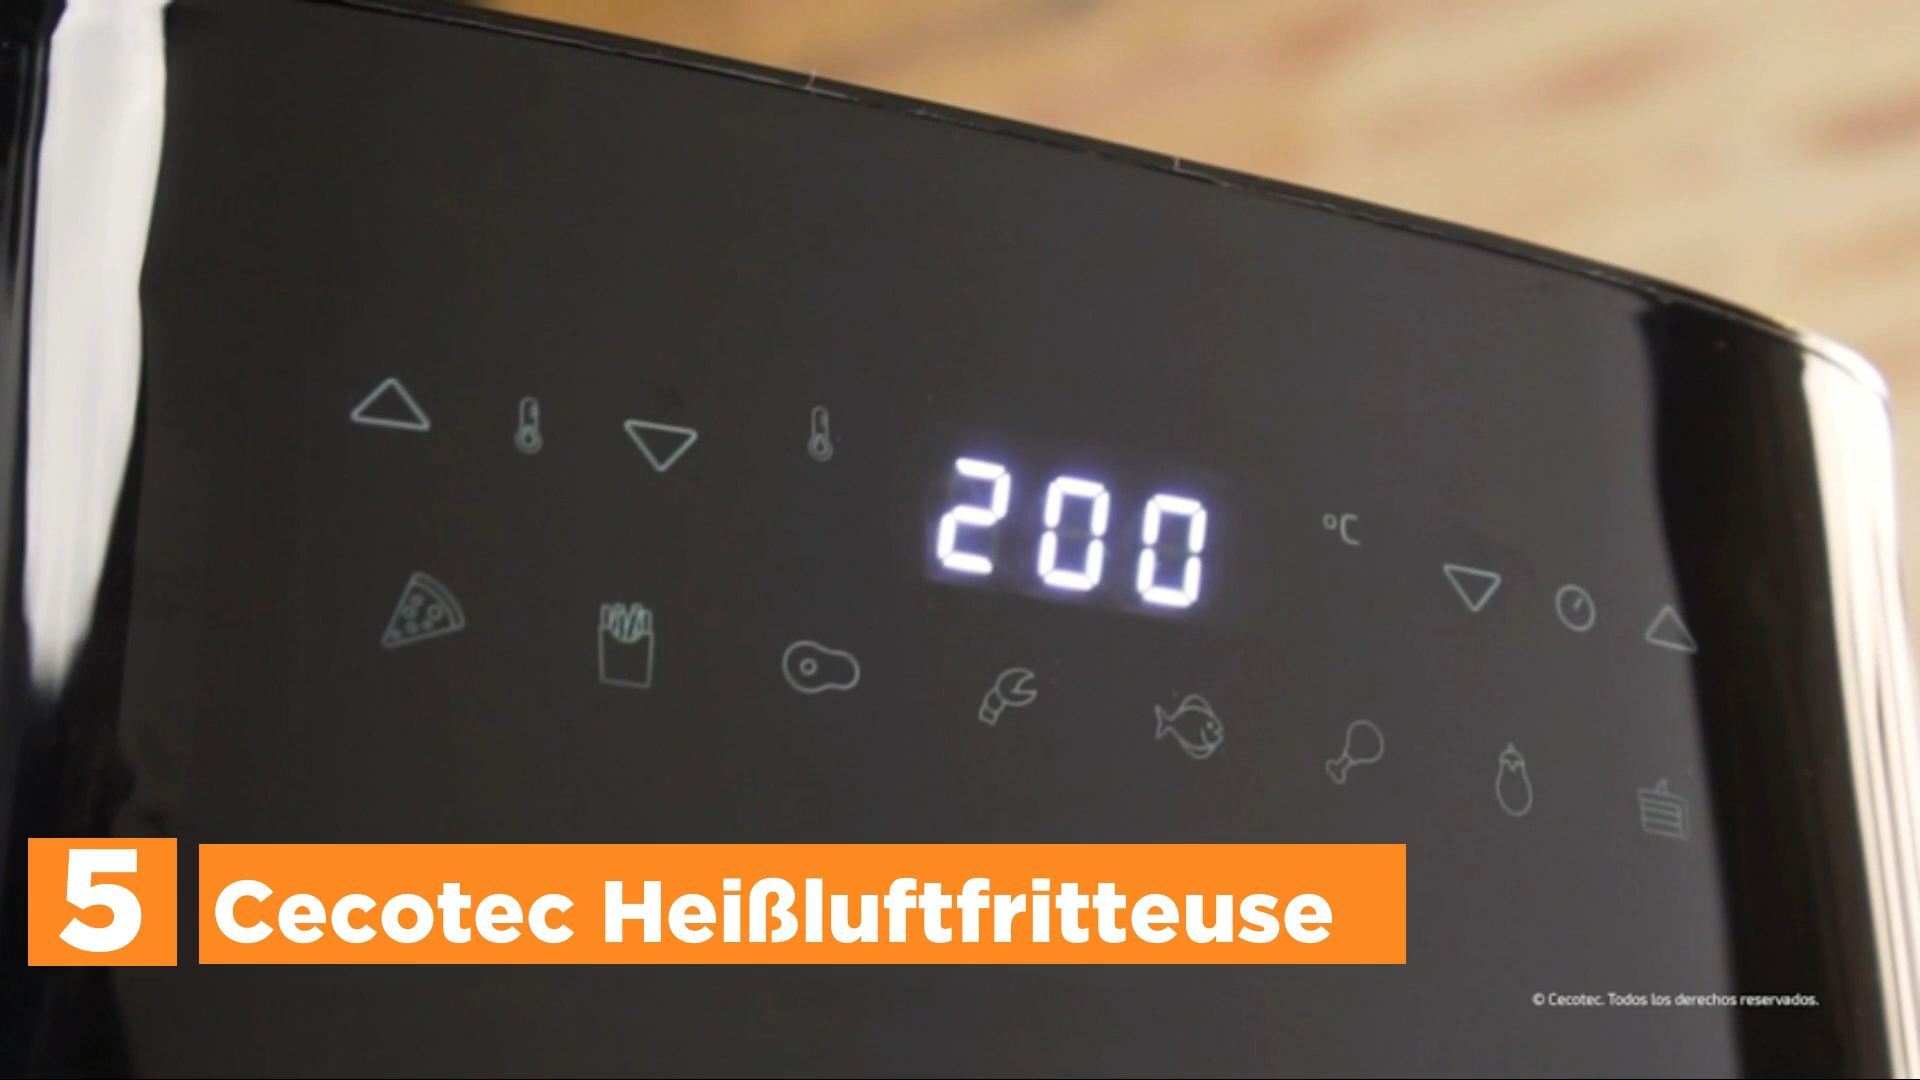 200
°C
5 Cecotec Heißluftfritteuse
© Cecotec. Todos los derechos reservados.